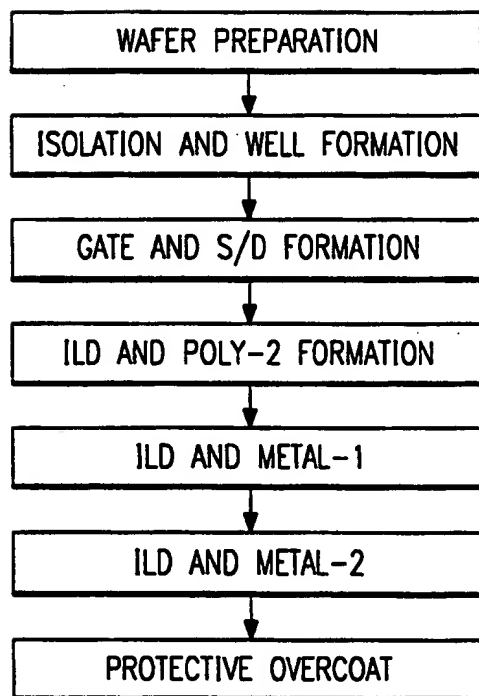 WAFER PREPARATION
ISOLATION AND WELL FORMATION
GATE AND S/D FORMATION
ILD AND POLY-2 FORMATION
ILD AND METAL-1
ILD AND METAL-2
PROTECTIVE OVERCOAT